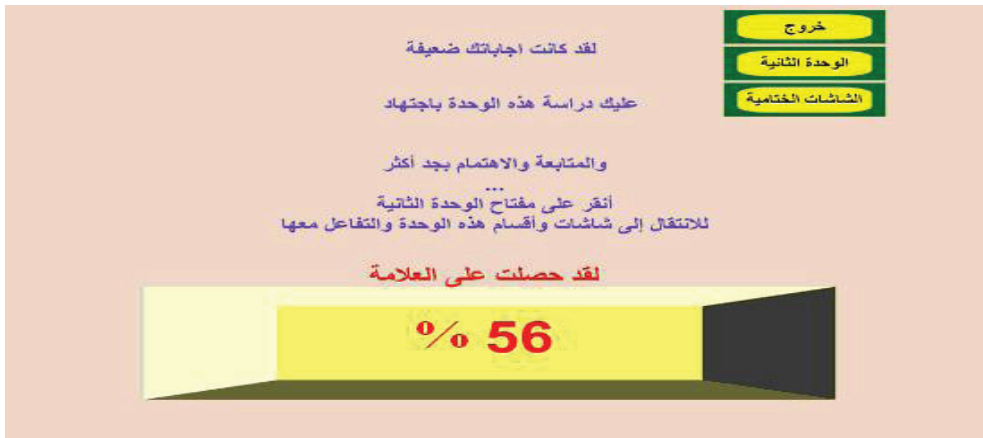 خروج
الوحدة الثانية
الشاشات الختامية
لقد كانت اجاباتك ضعيفة
عليك دراسة هذه الوحدة باجتهاد
والمتابعة والاهتمام بجد أكثر
...
أنقر على مفتاح الوحدة الثانية
للانتقال إلى شاشات وأقسام هذه الوحدة والتفاعل معها
لقد حصلت على العلامة
% 56